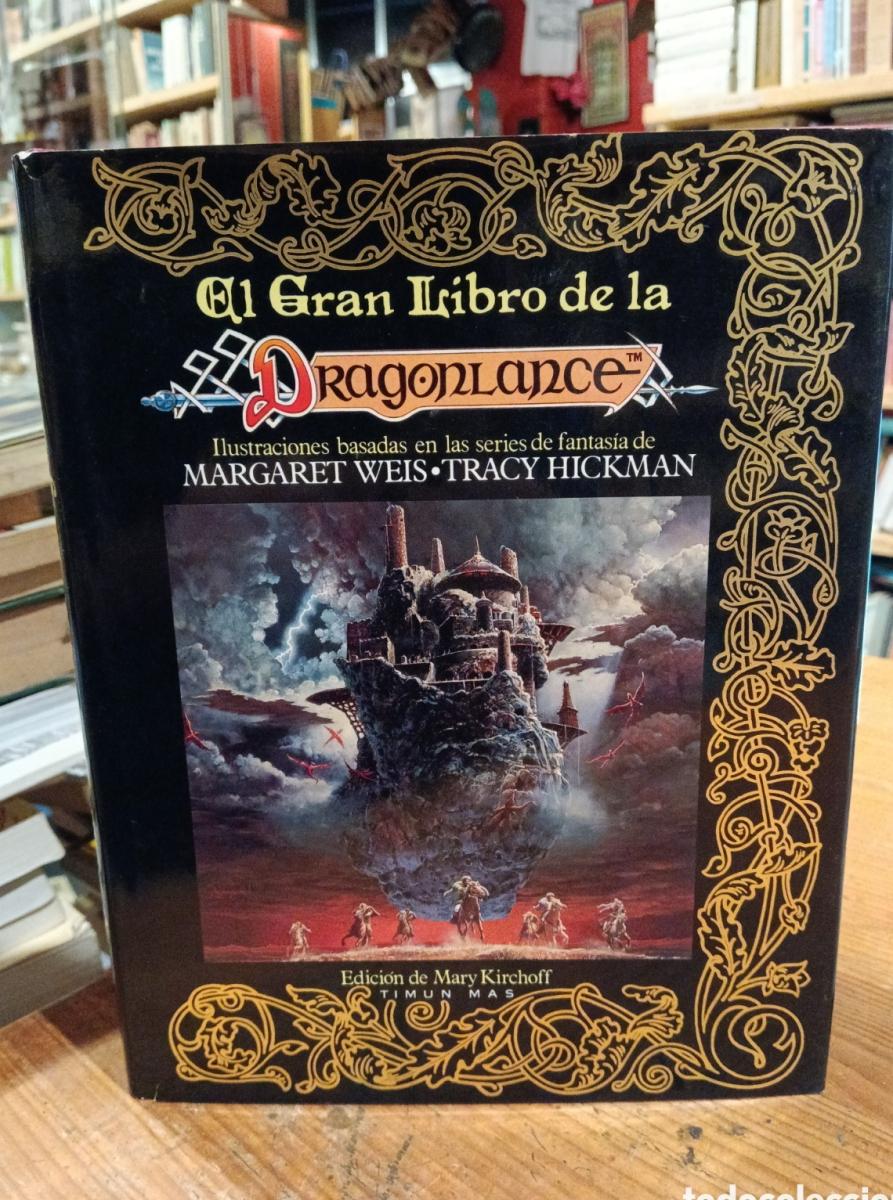 El Gran Libro de la
DRAGONLANCE™
Ilustraciones basadas en las series de fantasía de
MARGARET WEIS • TRACY HICKMAN
Edición de Mary Kirchoff
TIMUN MAS